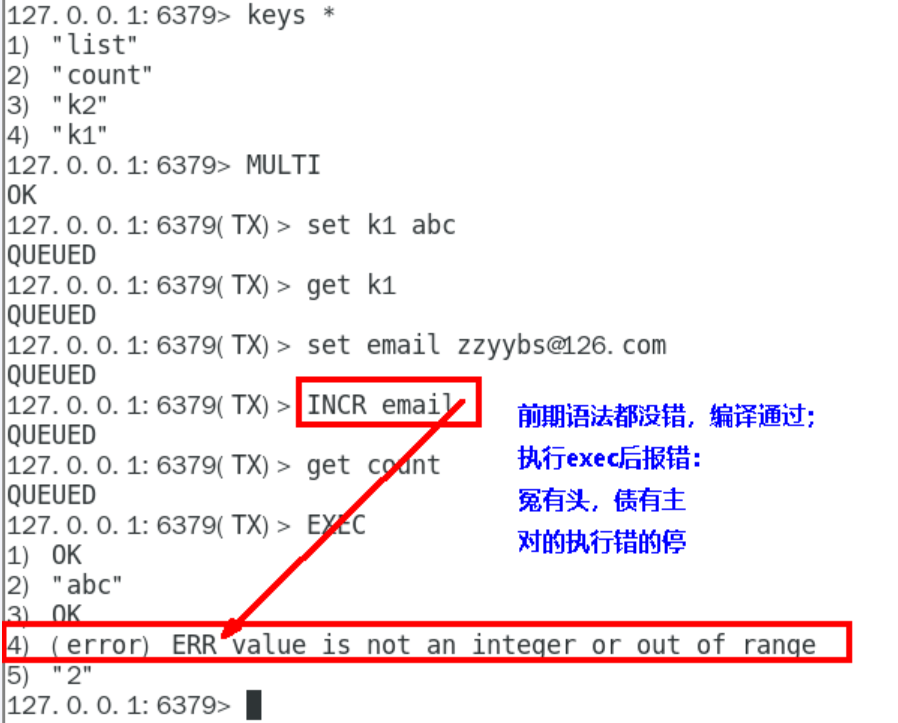 127.0.0.1:6379> keys *
1) "list"
2) "count"
3) "k2"
4) "k1"
127.0.0.1:6379> MULTI
OK
127.0.0.1:6379(TX)> set k1 abc
QUEUED
127.0.0.1:6379(TX)> get k1
QUEUED
127.0.0.1:6379(TX)> set email zzyybs@126.com
QUEUED
127.0.0.1:6379(TX)> INCR email
QUEUED
127.0.0.1:6379(TX)> get count
QUEUED
127.0.0.1:6379(TX)> EXEC
1) OK
2) "abc"
3) OK
4) (error) ERR value is not an integer or out of range
5) "2"
127.0.0.1:6379>
前期语法都没错，编译通过；
执行exec后报错：
冤有头，债有主
对的执行错的停